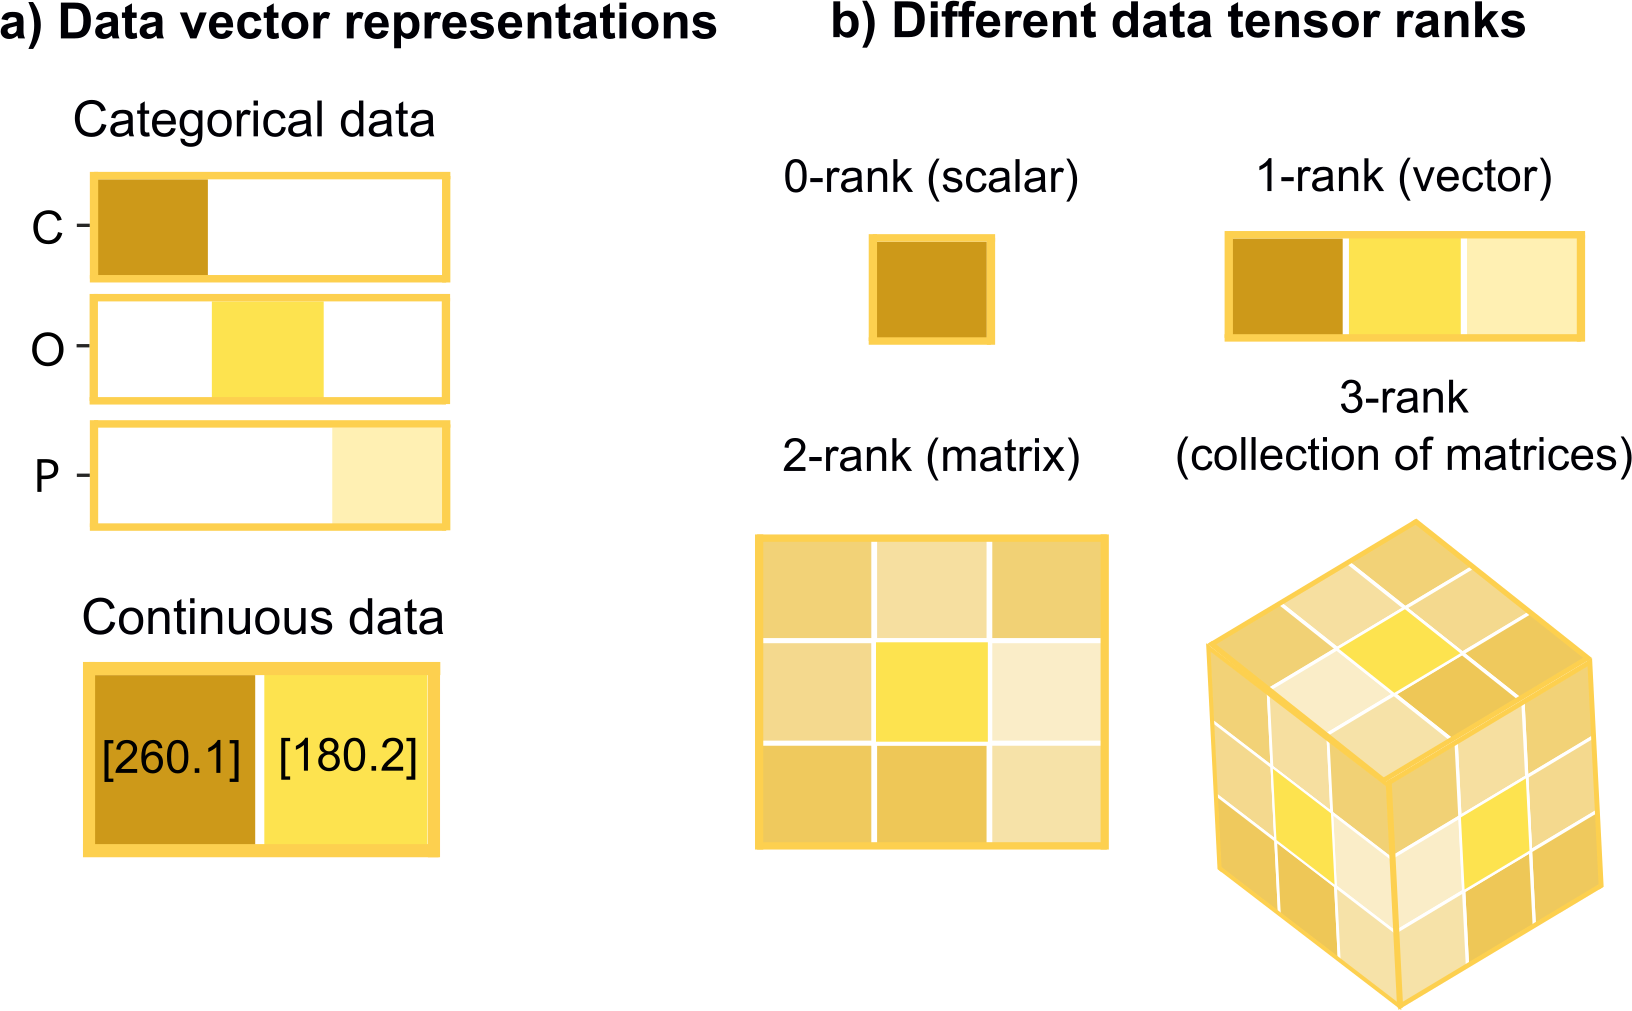 a) Data vector representations
Categorical data
C
O
P
Continuous data
[260.1] [180.2]
b) Different data tensor ranks
0-rank (scalar)
1-rank (vector)
2-rank (matrix)
3-rank
(collection of matrices)